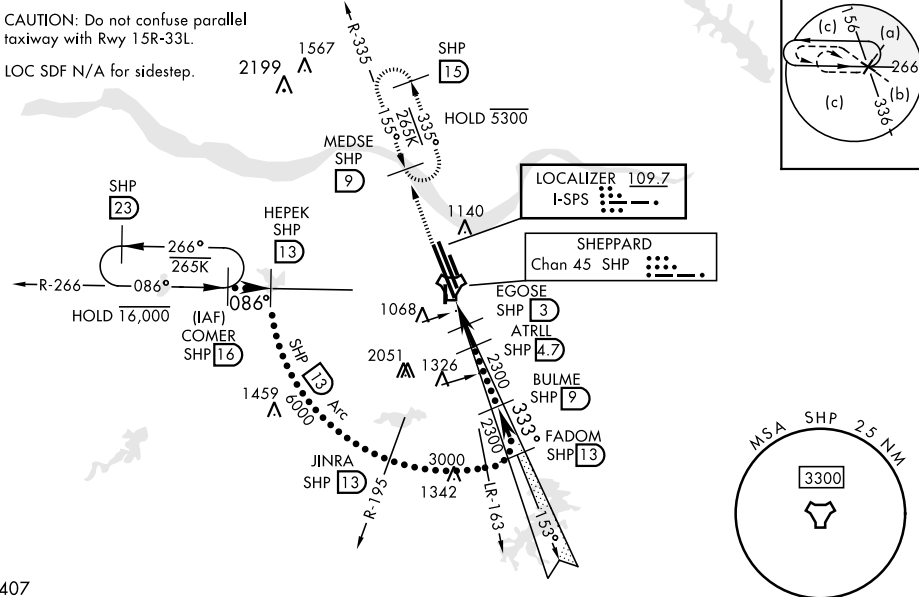 CAUTION: Do not confuse parallel
taxiway with Rwy 15R-33L.
LOC SDF N/A for sidestep.
2199
1567
R-335
SHP
15
335°
265K
155°
HOLD 5300
MEDSE
SHP
9
(c)
156
(a)
266
(b)
(c)
336
LOCALIZER 109.7
I-SPS
1140
SHEPPARD
Chan 45 SHP
SHP
23
HEPEK
SHP
13
266°
265K
R-266
086°
086°
HOLD 16,000
(IAF)
COMER
SHP 16
1068
EGOSE
SHP 3
ATRLL
SHP 4.7
2051
1326
2300
BULME
SHP 9
SHP 13 Arc
6000
1459
333°
2300
FADOM
SHP 13
JINRA
SHP 13
3000
1342
R-195
LR-163
153°
MSA SHP 25 NM
3300
407